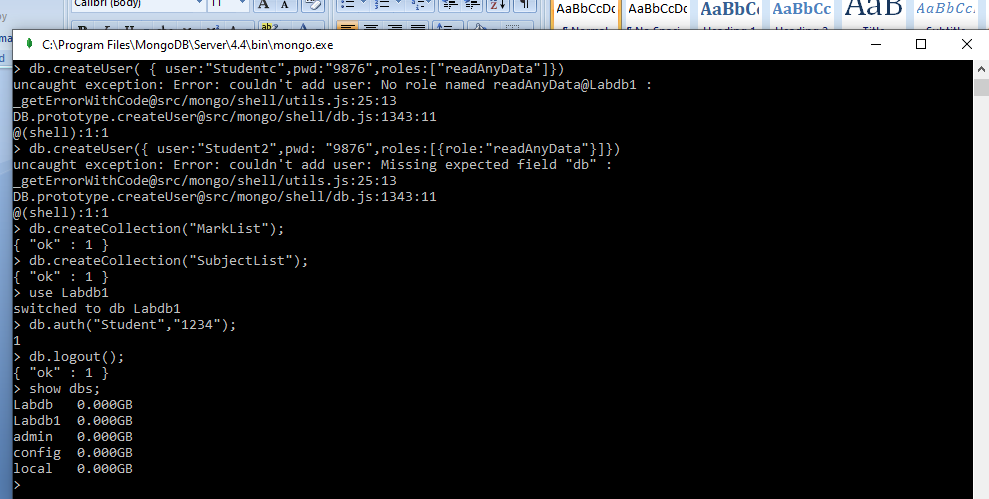 Calibri (Body)
11
A A
AaBbCcDc AaBbCcDc AaBbCc AaBbCc AaB AaBbCc.
Heading 1
Title
C:\Program Files\MongoDB\Server\4.4\bin\mongo.exe
> db.createUser( { user:"Studentc",pwd:"9876",roles:["readAnyData"]})
uncaught exception: Error: couldn't add user: No role named readAnyData@Labdb1 :
_getErrorWithCode@src/mongo/shell/utils.js:25:13
DB.prototype.createUser@src/mongo/shell/db.js:1343:11
@(shell):1:1
> db.createUser({ user:"Student2",pwd: "9876",roles:[{role:"readAnyData"}]})
uncaught exception: Error: couldn't add user: Missing expected field "db" :
_getErrorWithCode@src/mongo/shell/utils.js:25:13
DB.prototype.createUser@src/mongo/shell/db.js:1343:11
@(shell):1:1
> db.createCollection("MarkList");
{ "ok" : 1 }
> db.createCollection("SubjectList");
{ "ok" : 1 }
> use Labdb1
switched to db Labdb1
> db.auth("Student","1234");
1
> db.logout();
{ "ok" : 1 }
> show dbs;
Labdb 0.000GB
Labdb1 0.000GB
admin 0.000GB
config 0.000GB
local 0.000GB
>